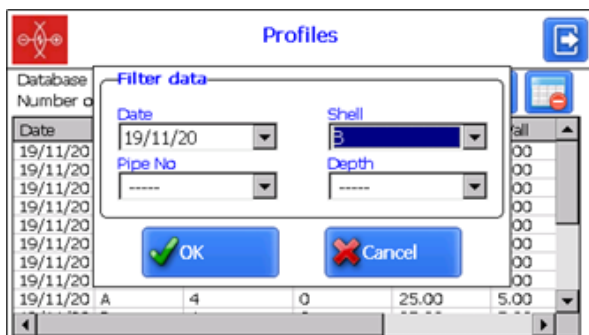 Profiles
Database
Number o
Filter data
Date
Shell
19/11/20
B
Pipe No
Depth
-----
-----
OK
Cancel
Date
all
19/11/20
00
19/11/20
00
19/11/20
00
19/11/20
00
19/11/20
00
19/11/20
00
19/11/20
00
19/11/20
00
19/11/20 A 4 0 25.00 5.00